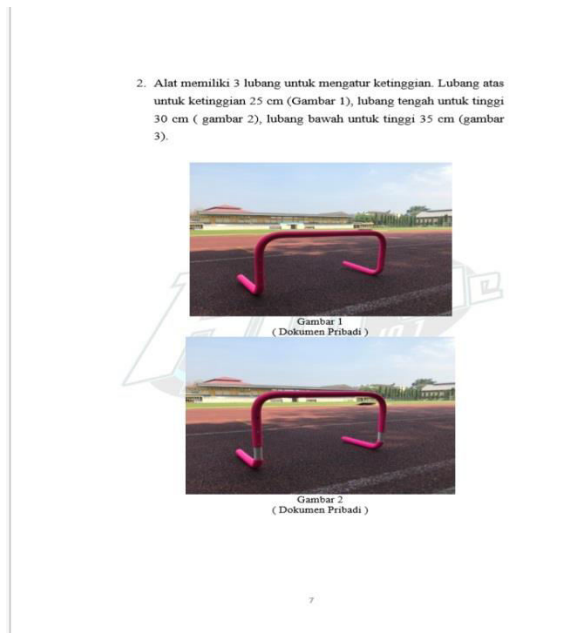 2. Alat memiliki 3 lubang untuk mengatur ketinggian. Lubang atas
untuk ketinggian 25 cm (Gambar 1), lubang tengah untuk tinggi
30 cm ( gambar 2), lubang bawah untuk tinggi 35 cm (gambar
3).
Gambar 1
( Dokumen Pribadi )
Gambar 2
( Dokumen Pribadi )
7